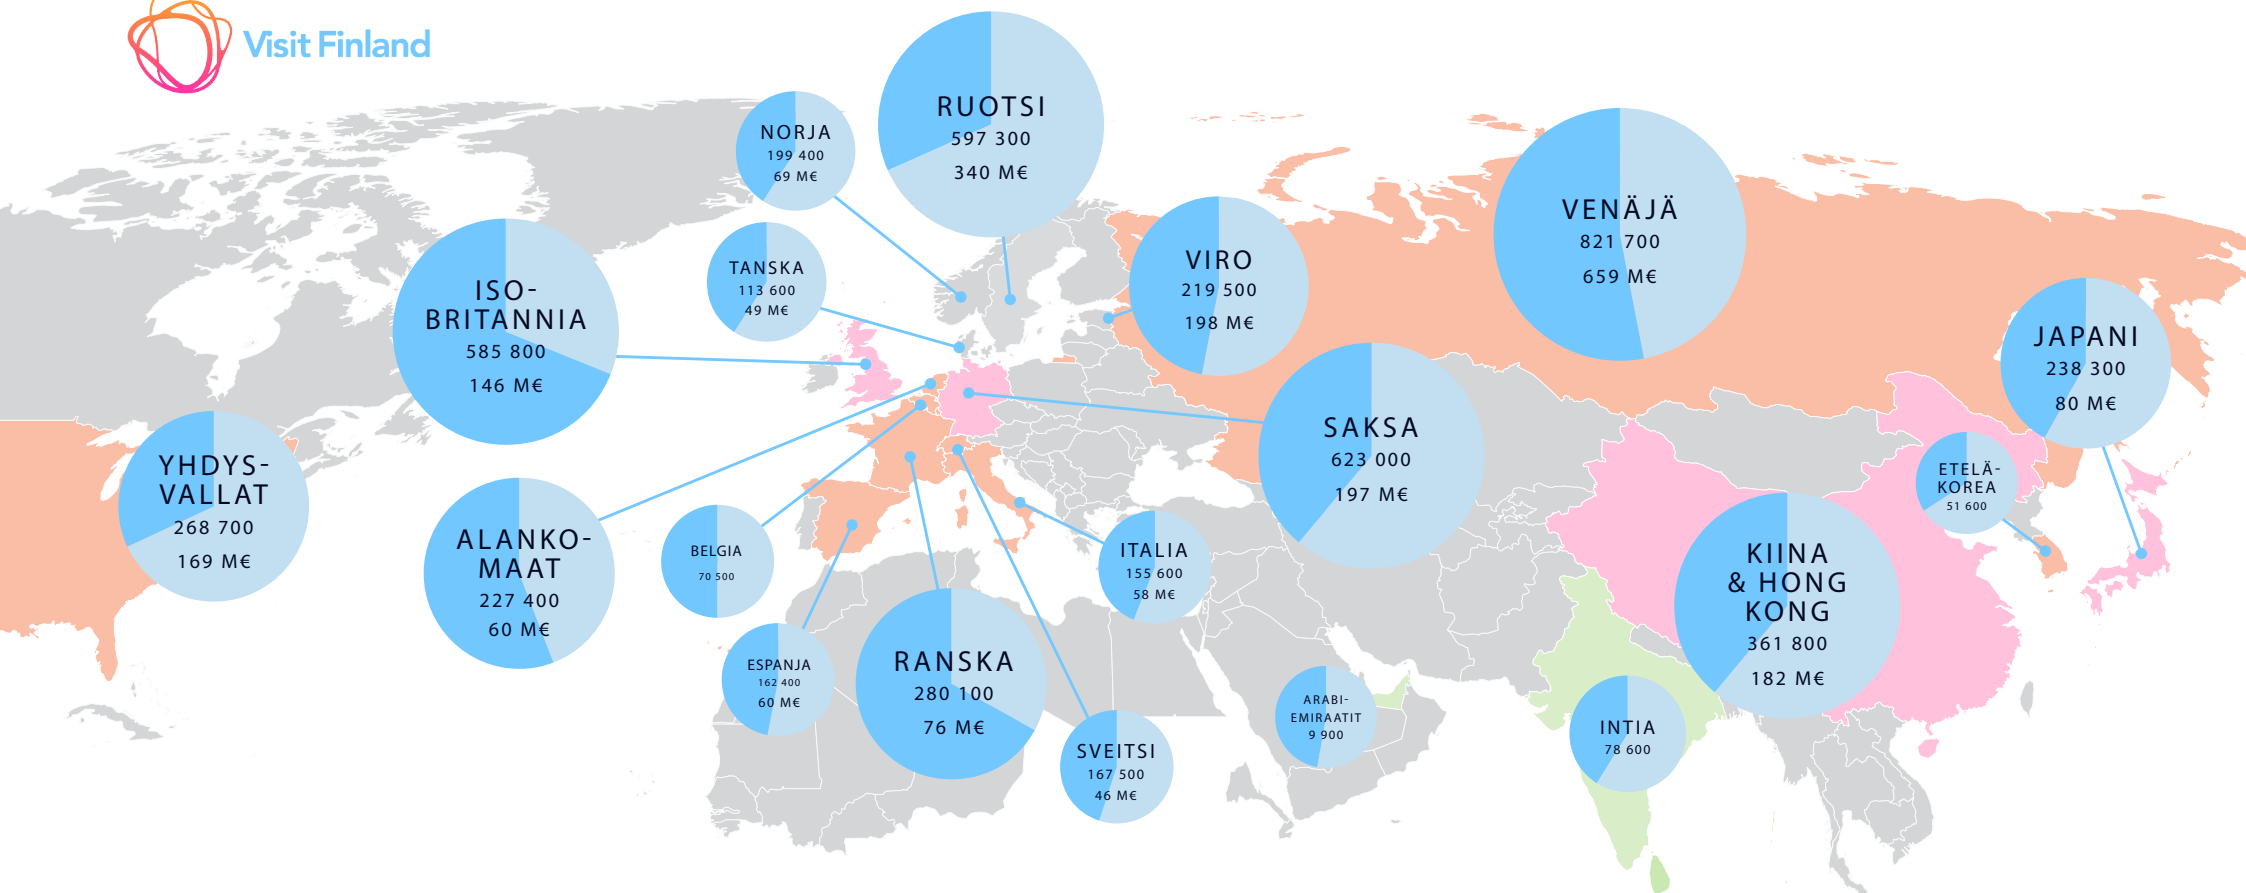 Visit Finland
RUOTSI
597 300
340 M€
NORJA
199 400
69 M€
VENÄJÄ
821 700
659 M€
TANSKA
113 600
49 M€
VIRO
219 500
198 M€
ISO-
BRITANNIA
585 800
146 M€
JAPANI
238 300
80 M€
SAKSA
623 000
197 M€
YHDYS-
VALLAT
268 700
169 M€
ETELÄ-
KOREA
51 600
ALANKO-
MAAT
227 400
60 M€
BELGIA
70 500
ITALIA
155 600
58 M€
KIINA
& HONG
KONG
361 800
182 M€
ESPANJA
162 400
60 M€
RANSKA
280 100
76 M€
ARABI-
EMIRAATIT
9 900
INTIA
78 600
SVEITSI
167 500
46 M€